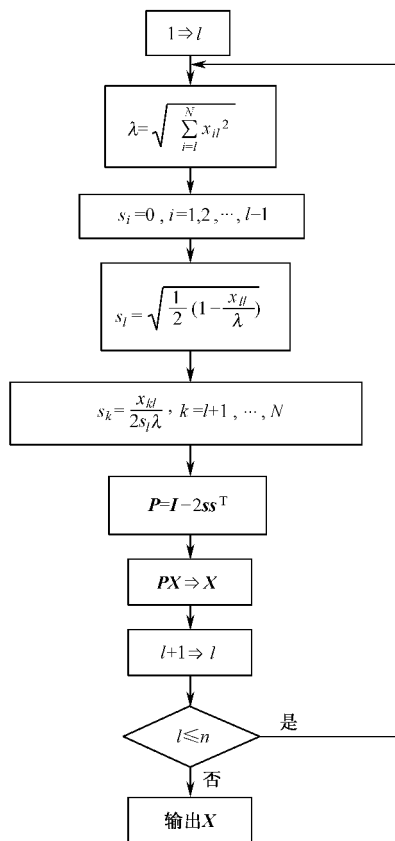 1⇒l
λ=√(∑_{i=l}^{N} x_{il}²)
s_i=0，i=1,2，⋯，l−1
s_l=√(1/2 (1−x_{ll}/λ))
s_k=x_{kl}/(2s_lλ)，k=l+1，⋯，N
P=I−2ss^T
PX⇒X
l+1⇒l
l≤n
是
否
输出X